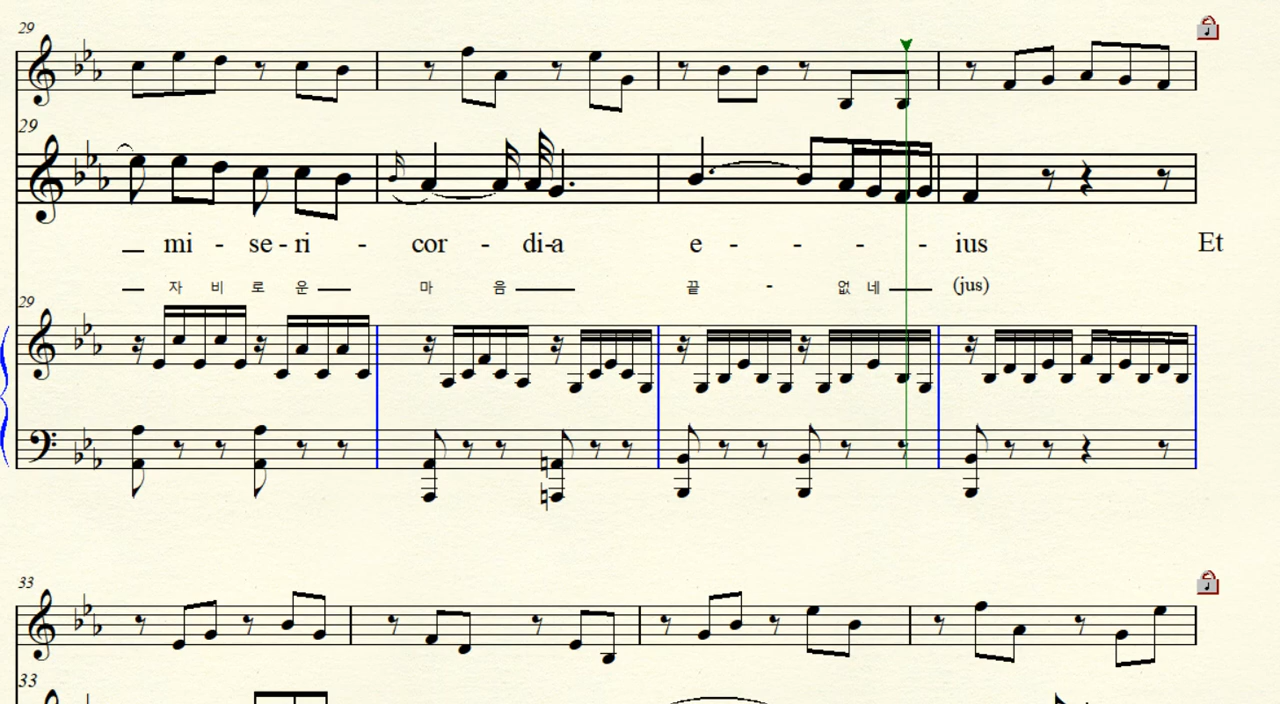 29
29
_ mi - se - ri - cor - di-a e - - - - ius Et
_ 자 비 로 운 _ 마 음 _ 끝 - 없 네 _ (jus)
29
33
33